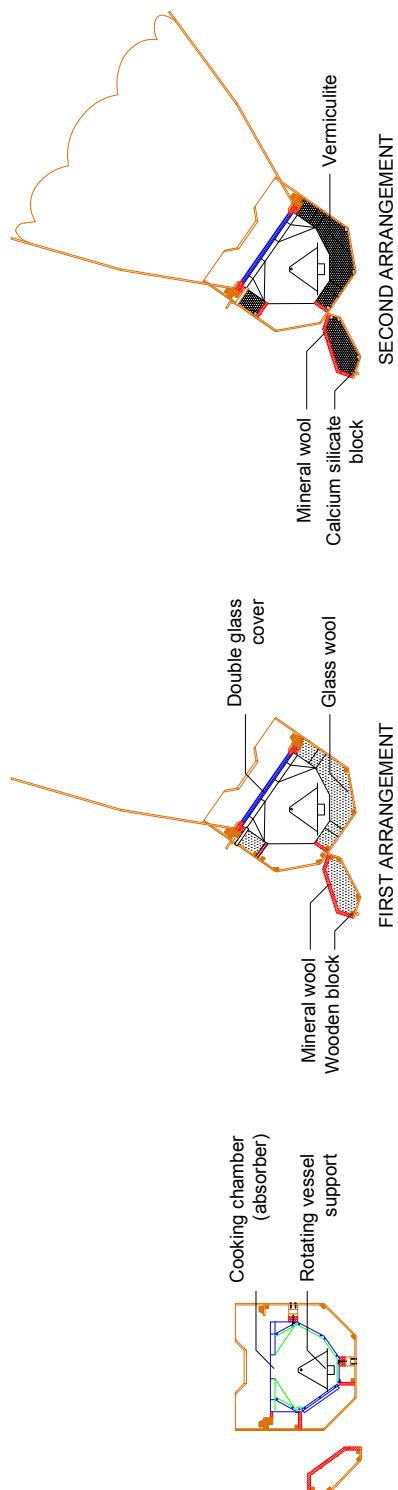 Vermiculite
Mineral wool
Calcium silicate
block
SECOND ARRANGEMENT
Double glass
cover
Glass wool
Mineral wool
Wooden block
FIRST ARRANGEMENT
Cooking chamber
(absorber)
Rotating vessel
support